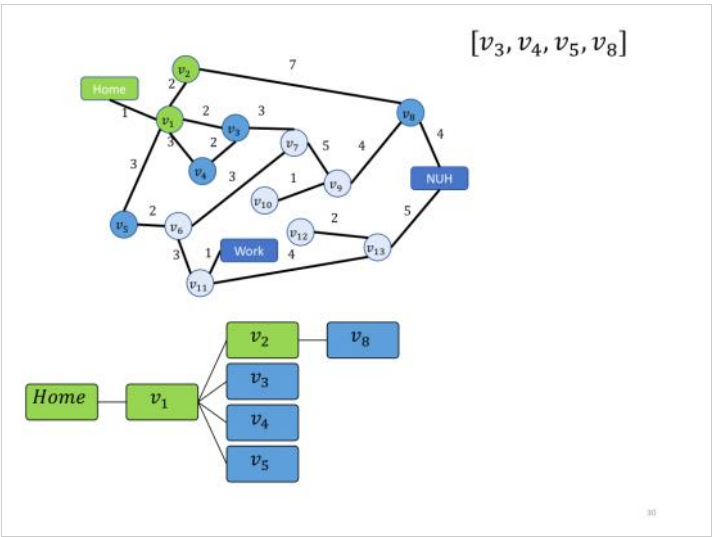 [v₃, v₄, v₅, v₈]
7
v₂
Home
2
1
v₁
2
3
v₃
v₈
3
2
v₇
5
4
4
v₄
3
3
1
v₉
NUH
v₁₀
2
5
v₅
v₆
v₁₂
2
3
1
Work
4
v₁₃
v₁₁
v₂
v₈
v₃
Home
v₁
v₄
v₅
30